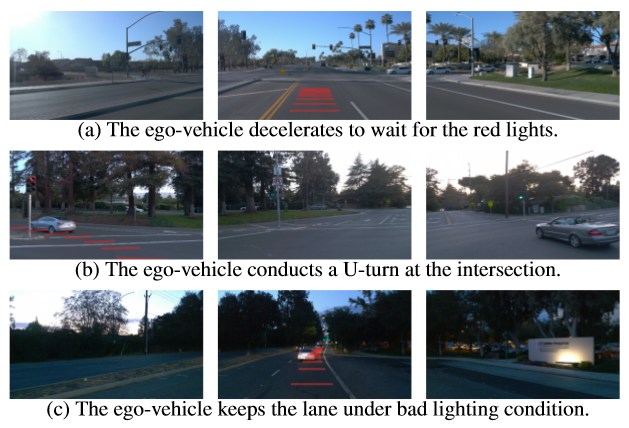 (a) The ego-vehicle decelerates to wait for the red lights.
(b) The ego-vehicle conducts a U-turn at the intersection.
(c) The ego-vehicle keeps the lane under bad lighting condition.